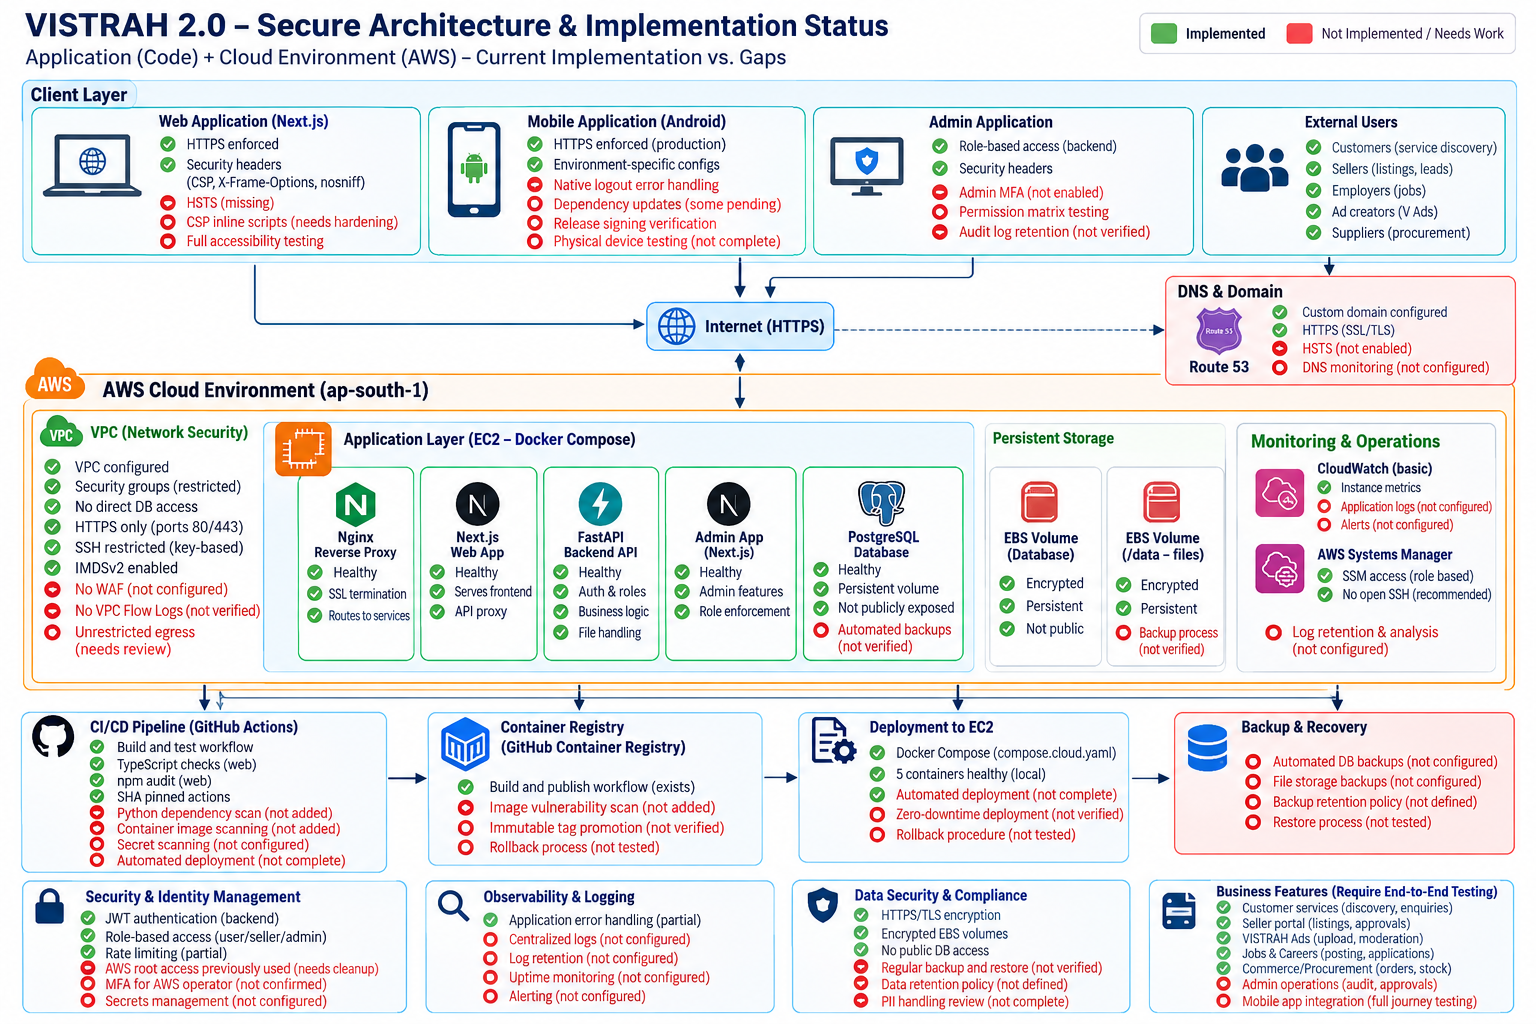 VISTRAH 2.0 – Secure Architecture & Implementation Status
Application (Code) + Cloud Environment (AWS) – Current Implementation vs. Gaps
Implemented
Not Implemented / Needs Work
Client Layer
Web Application (Next.js)
HTTPS enforced
Security headers
(CSP, X-Frame-Options, nosniff)
HSTS (missing)
CSP inline scripts (needs hardening)
Full accessibility testing
Mobile Application (Android)
HTTPS enforced (production)
Environment-specific configs
Native logout error handling
Dependency updates (some pending)
Release signing verification
Physical device testing (not complete)
Admin Application
Role-based access (backend)
Security headers
Admin MFA (not enabled)
Permission matrix testing
Audit log retention (not verified)
External Users
Customers (service discovery)
Sellers (listings, leads)
Employers (jobs)
Ad creators (V Ads)
Suppliers (procurement)
Internet (HTTPS)
DNS & Domain
Route 53
Route 53
Custom domain configured
HTTPS (SSL/TLS)
HSTS (not enabled)
DNS monitoring (not configured)
AWS
AWS Cloud Environment (ap-south-1)
VPC
VPC (Network Security)
VPC configured
Security groups (restricted)
No direct DB access
HTTPS only (ports 80/443)
SSH restricted (key-based)
IMDSv2 enabled
No WAF (not configured)
No VPC Flow Logs (not verified)
Unrestricted egress
(needs review)
Application Layer (EC2 – Docker Compose)
N
Nginx
Reverse Proxy
Healthy
SSL termination
Routes to services
N
Next.js
Web App
Healthy
Serves frontend
API proxy
FastAPI
Backend API
Healthy
Auth & roles
Business logic
File handling
N
Admin App
(Next.js)
Healthy
Admin features
Role enforcement
PostgreSQL
Database
Healthy
Persistent volume
Not publicly exposed
Automated backups
(not verified)
Persistent Storage
EBS Volume
(Database)
Encrypted
Persistent
Not public
EBS Volume
(/data – files)
Encrypted
Persistent
Backup process
(not verified)
Monitoring & Operations
CloudWatch (basic)
Instance metrics
Application logs (not configured)
Alerts (not configured)
AWS Systems Manager
SSM access (role based)
No open SSH (recommended)
Log retention & analysis
(not configured)
CI/CD Pipeline (GitHub Actions)
Build and test workflow
TypeScript checks (web)
npm audit (web)
SHA pinned actions
Python dependency scan (not added)
Container image scanning (not added)
Secret scanning (not configured)
Automated deployment (not complete)
Container Registry
(GitHub Container Registry)
Build and publish workflow (exists)
Image vulnerability scan (not added)
Immutable tag promotion (not verified)
Rollback process (not tested)
Deployment to EC2
Docker Compose (compose.cloud.yaml)
5 containers healthy (local)
Automated deployment (not complete)
Zero-downtime deployment (not verified)
Rollback procedure (not tested)
Backup & Recovery
Automated DB backups (not configured)
File storage backups (not configured)
Backup retention policy (not defined)
Restore process (not tested)
Security & Identity Management
JWT authentication (backend)
Role-based access (user/seller/admin)
Rate limiting (partial)
AWS root access previously used (needs cleanup)
MFA for AWS operator (not confirmed)
Secrets management (not configured)
Observability & Logging
Application error handling (partial)
Centralized logs (not configured)
Log retention (not configured)
Uptime monitoring (not configured)
Alerting (not configured)
Data Security & Compliance
HTTPS/TLS encryption
Encrypted EBS volumes
No public DB access
Regular backup and restore (not verified)
Data retention policy (not defined)
PII handling review (not complete)
Business Features (Require End-to-End Testing)
Customer services (discovery, enquiries)
Seller portal (listings, approvals)
VISTRAH Ads (upload, moderation)
Jobs & Careers (posting, applications)
Commerce/Procurement (orders, stock)
Admin operations (audit, approvals)
Mobile app integration (full journey testing)